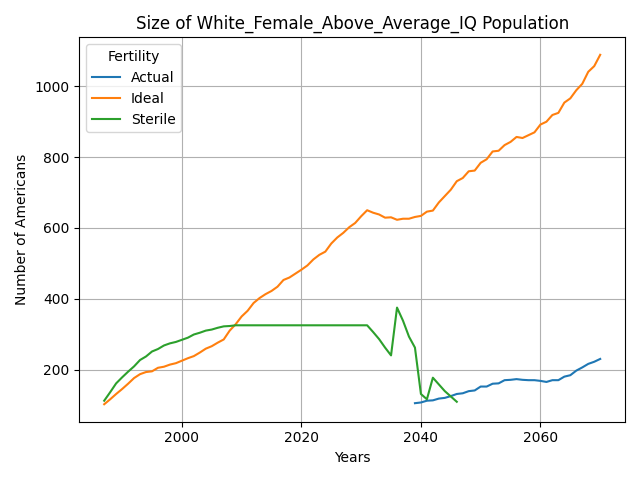 Size of White_Female_Above_Average_IQ Population
Fertility
Actual
Ideal
Sterile
Number of Americans
1000
800
600
400
200
2000
2020
2040
2060
Years